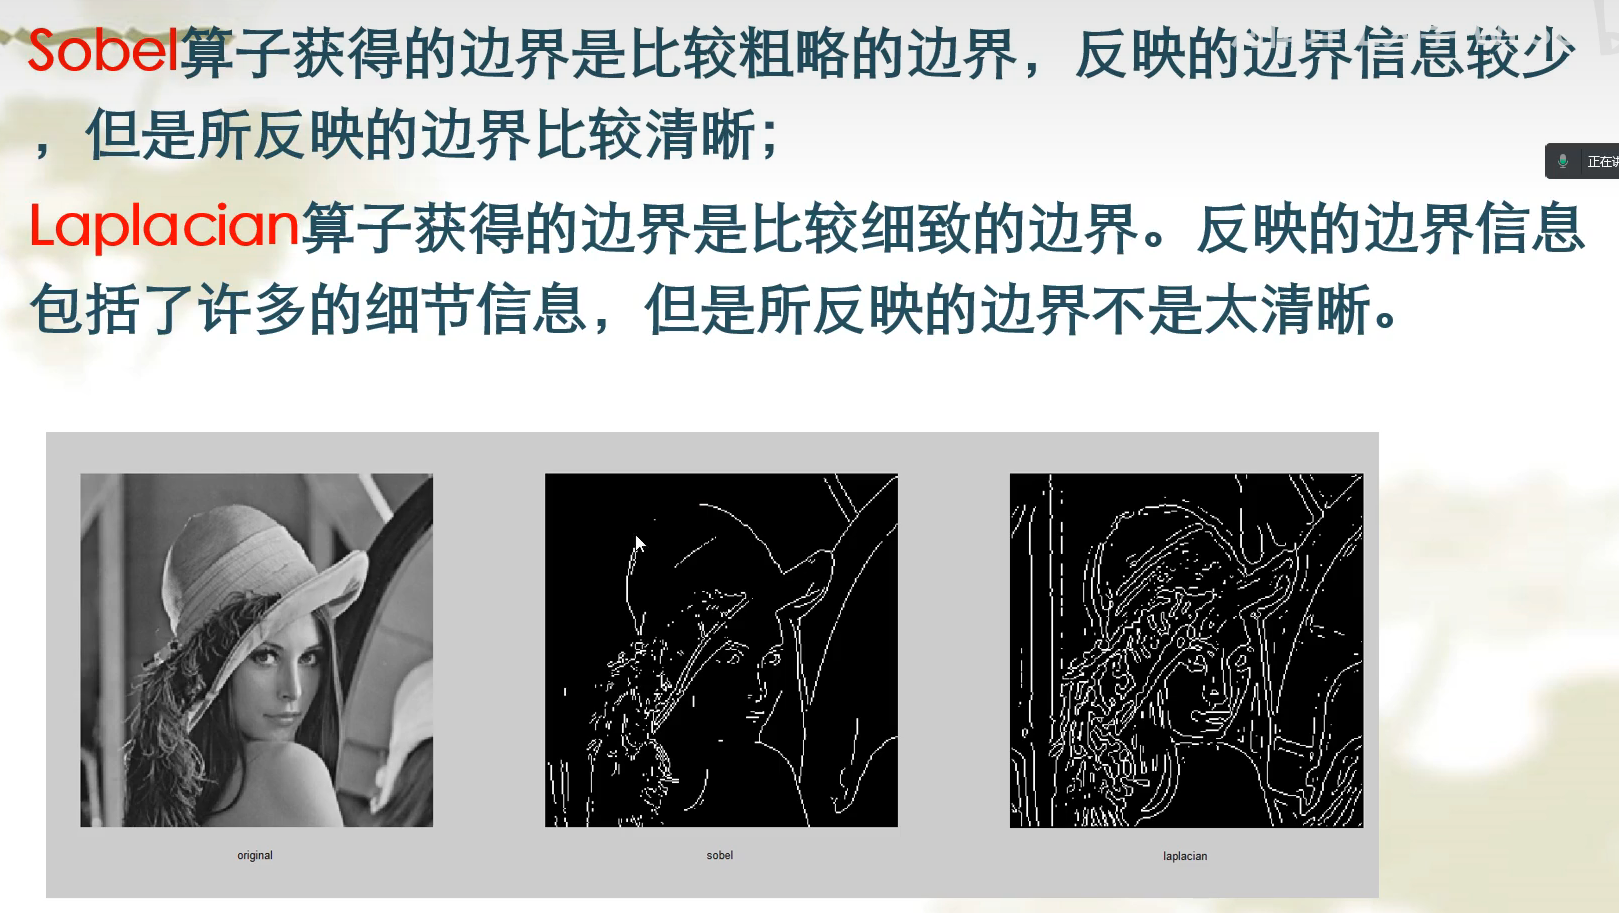 Sobel算子获得的边界是比较粗略的边界，反映的边界信息较少
，但是所反映的边界比较清晰；
正在讲
Laplacian算子获得的边界是比较细致的边界。反映的边界信息
包括了许多的细节信息，但是所反映的边界不是太清晰。
original
sobel
laplacian